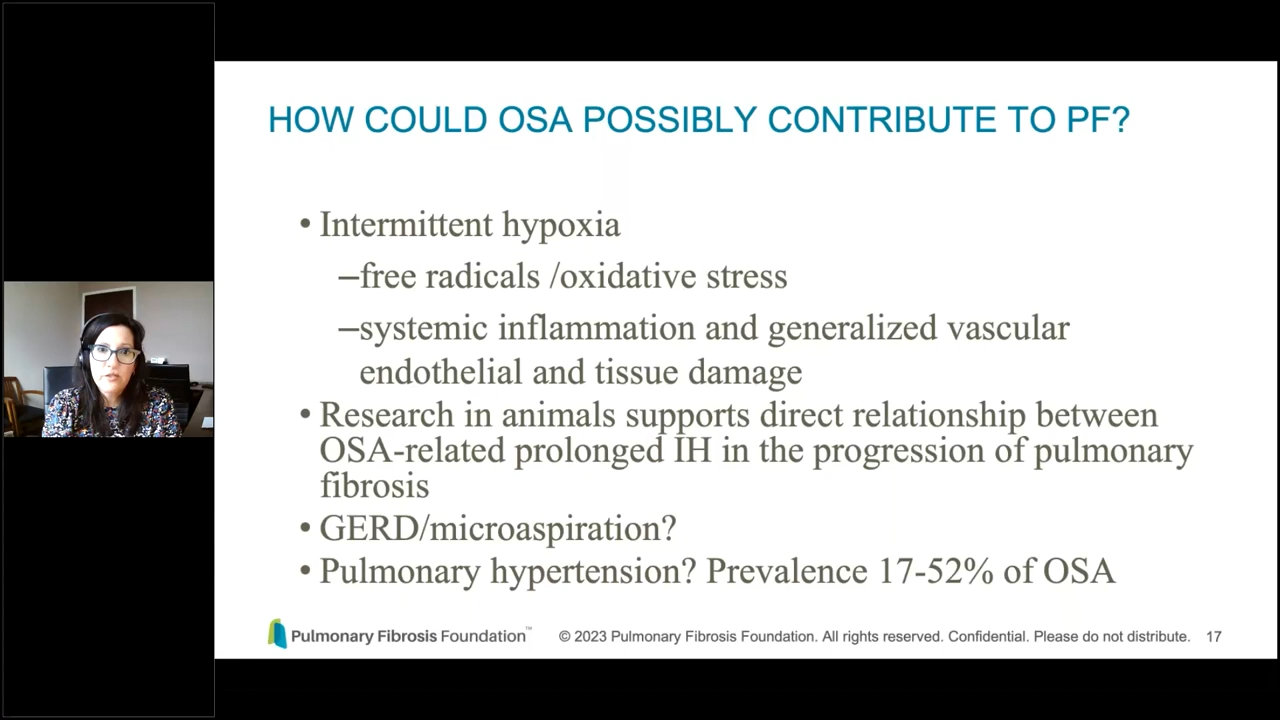 HOW COULD OSA POSSIBLY CONTRIBUTE TO PF?
• Intermittent hypoxia
–free radicals /oxidative stress
–systemic inflammation and generalized vascular
endothelial and tissue damage
• Research in animals supports direct relationship between
OSA-related prolonged IH in the progression of pulmonary
fibrosis
• GERD/microaspiration?
• Pulmonary hypertension? Prevalence 17-52% of OSA
Pulmonary Fibrosis Foundation™ © 2023 Pulmonary Fibrosis Foundation. All rights reserved. Confidential. Please do not distribute. 17